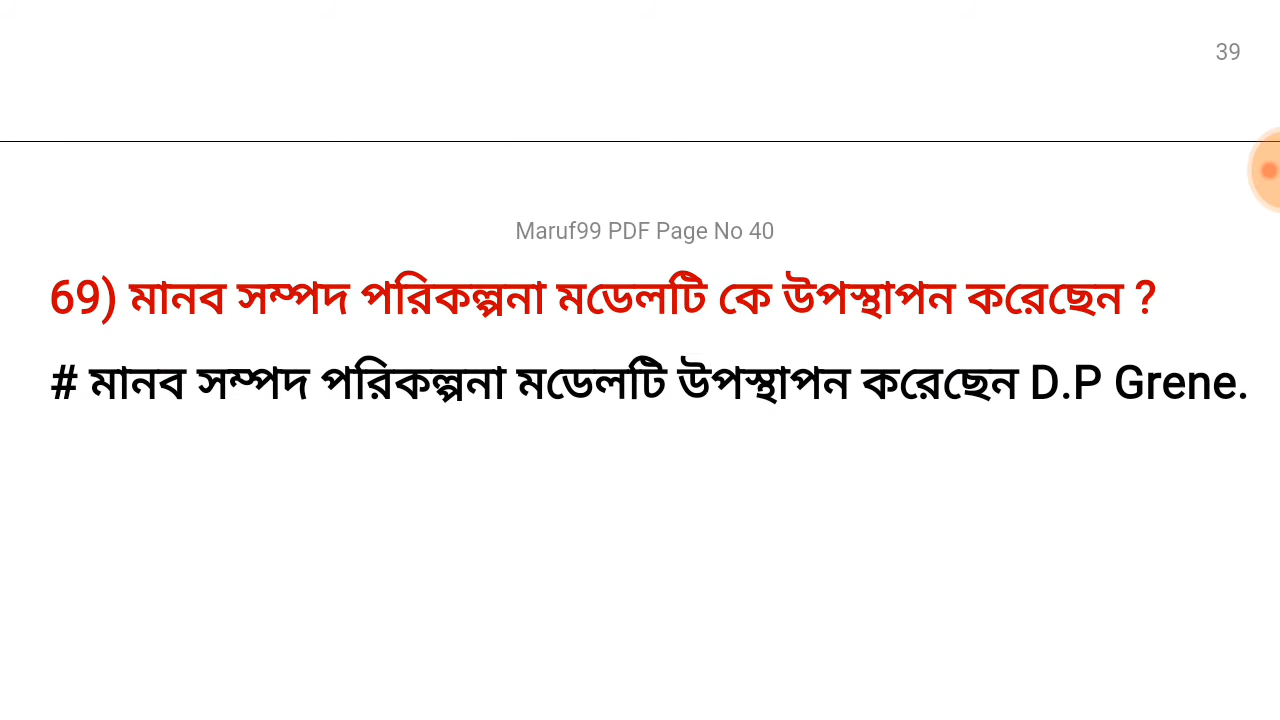 39
Maruf99 PDF Page No 40
69) মানব সম্পদ পরিকল্পনা মডেলটি কে উপস্থাপন করেছেন ?
# মানব সম্পদ পরিকল্পনা মডেলটি উপস্থাপন করেছেন D.P Grene.